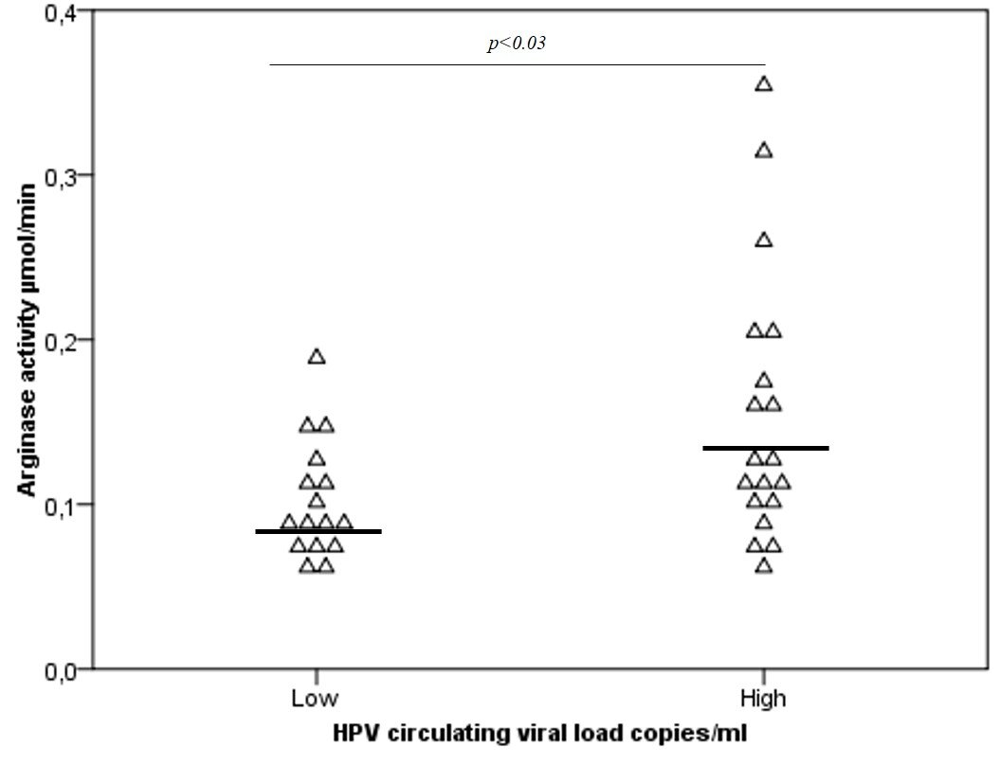 p<0.03
0,4
0,3
0,2
0,1
0,0
Arginase activity µmol/min
Low
High
HPV circulating viral load copies/ml